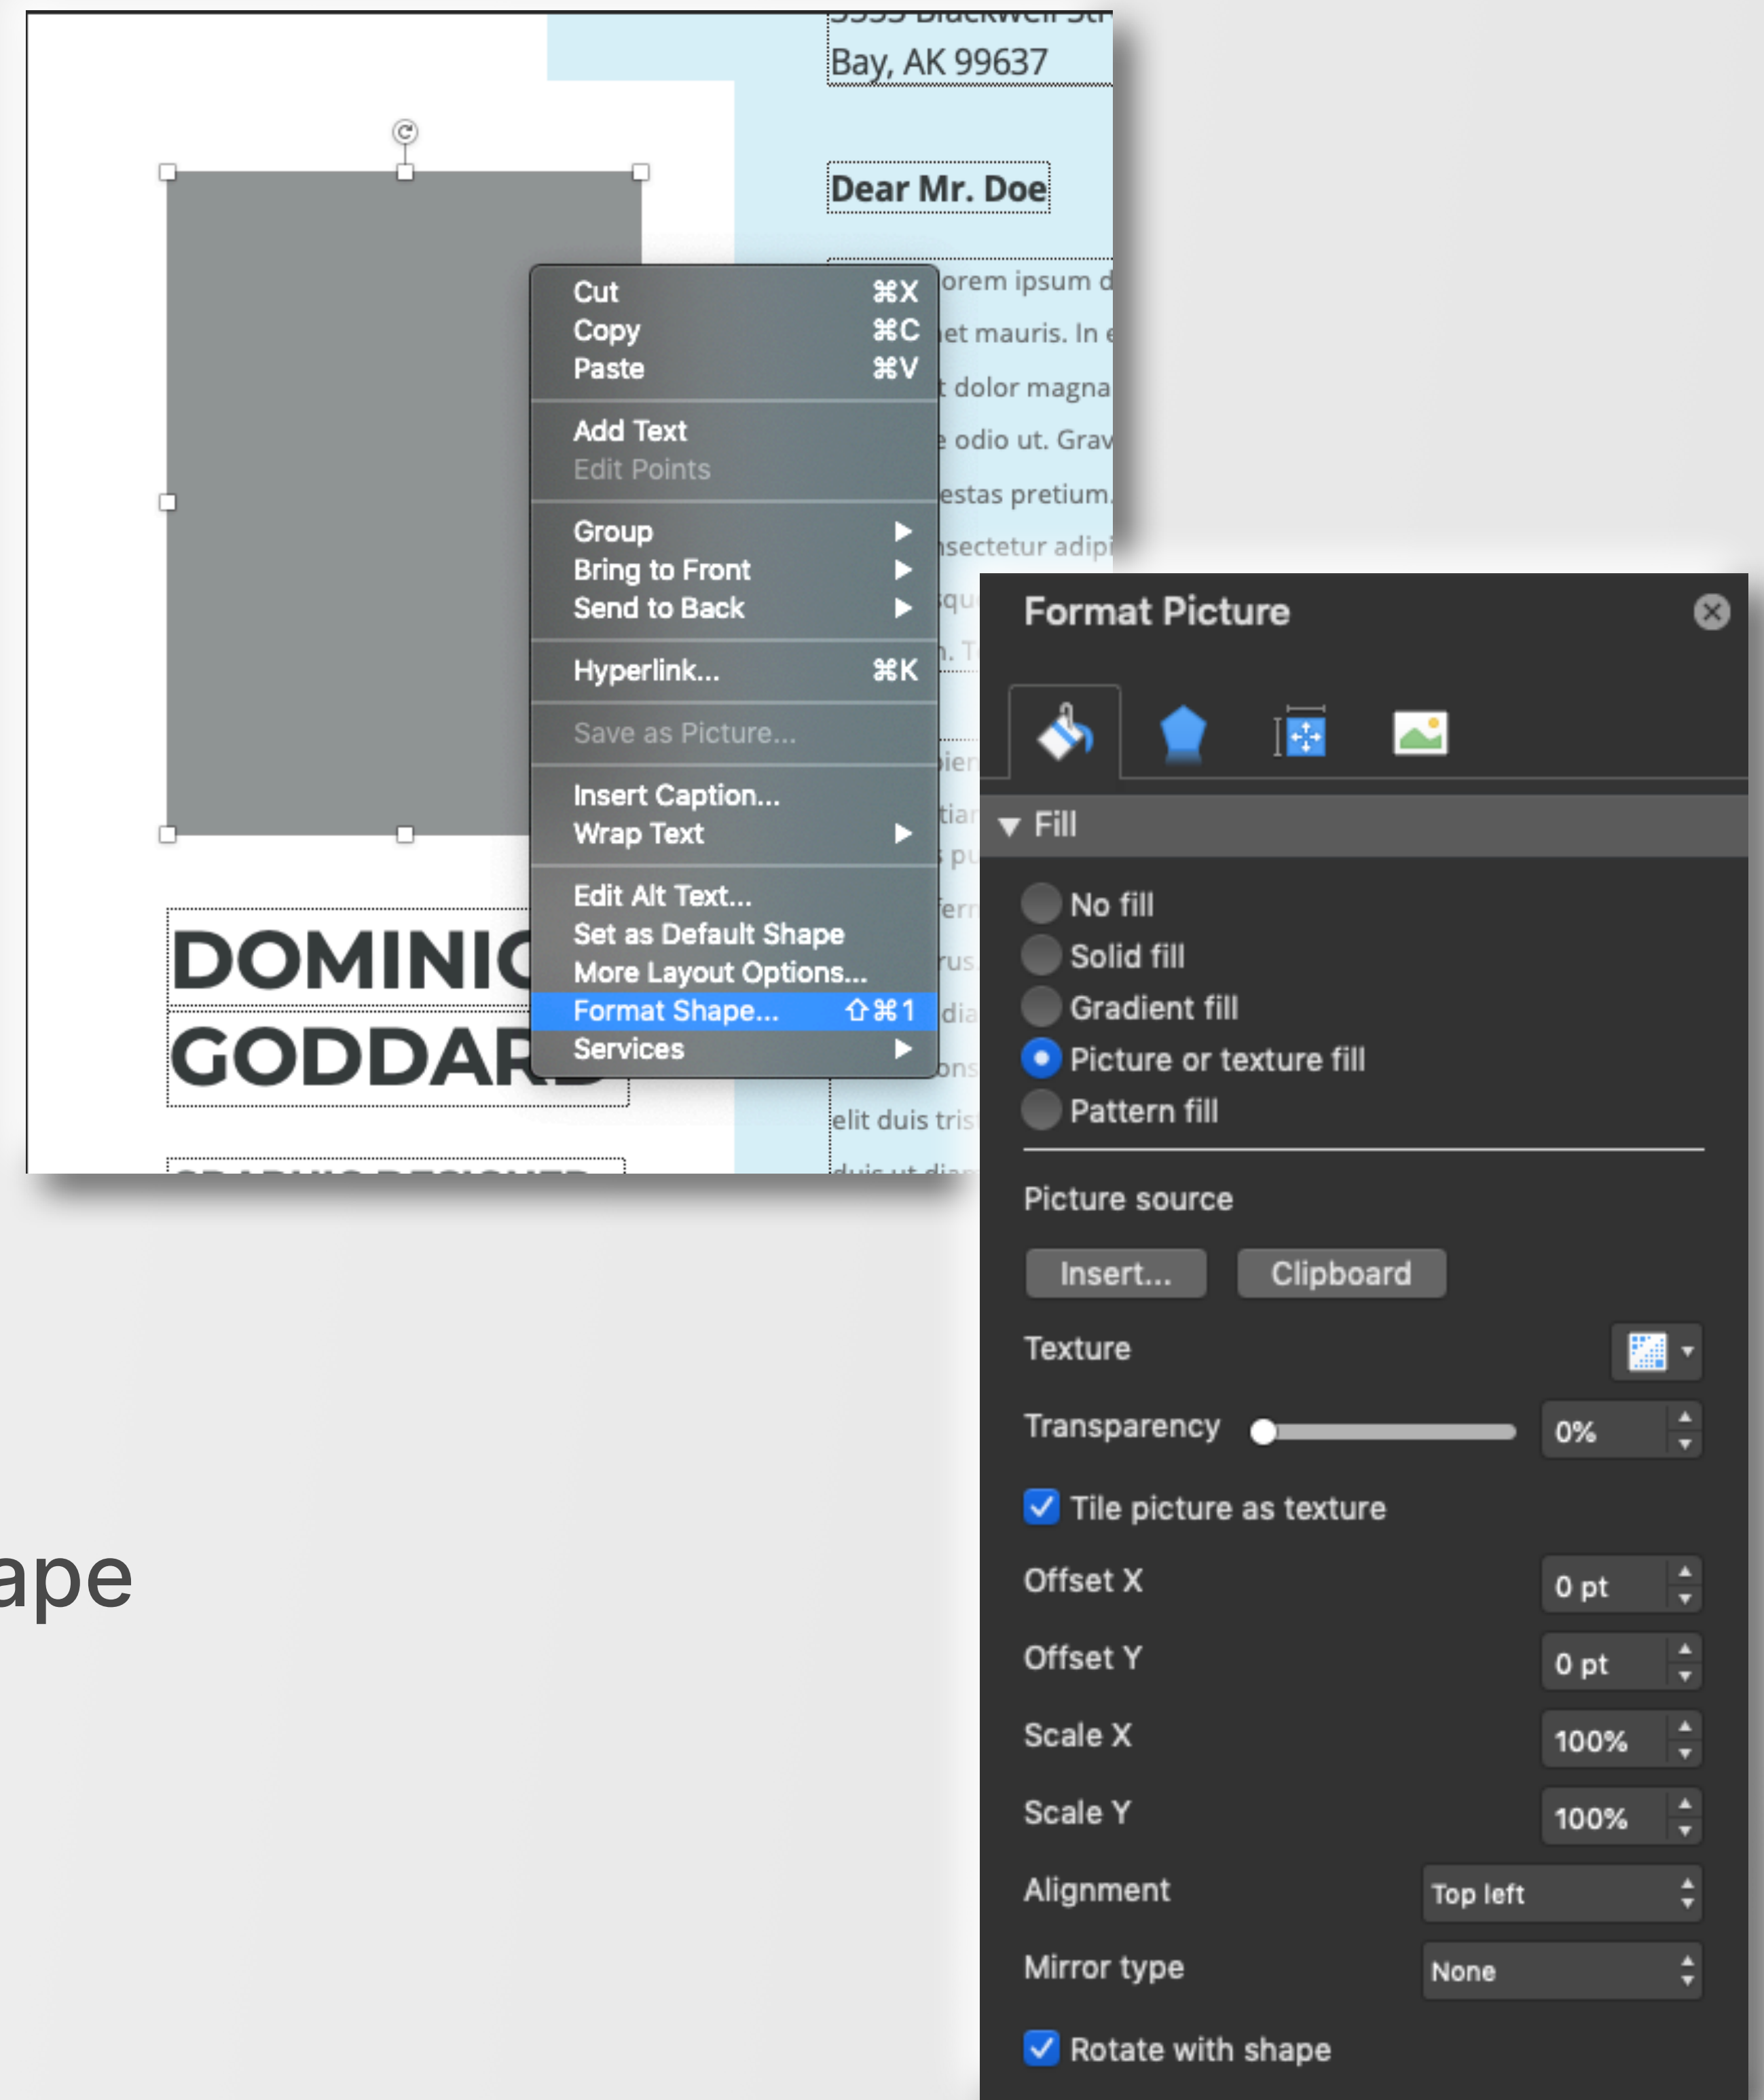 Bay, AK 99637
Dear Mr. Doe
orem ipsum d
et mauris. In e
t dolor magna
e odio ut. Grav
estas pretium.
nsectetur adipi
Cut ⌘X
Copy ⌘C
Paste ⌘V
Add Text
Edit Points
Group
Bring to Front
Send to Back
Hyperlink... ⌘K
Save as Picture...
Insert Caption...
Wrap Text
Edit Alt Text...
Set as Default Shape
More Layout Options...
Format Shape... ⇧⌘1
Services
DOMINIC
GODDARD
elit duis tris
ape
Format Picture
Fill
No fill
Solid fill
Gradient fill
Picture or texture fill
Pattern fill
Picture source
Insert... Clipboard
Texture
Transparency 0%
Tile picture as texture
Offset X 0 pt
Offset Y 0 pt
Scale X 100%
Scale Y 100%
Alignment Top left
Mirror type None
Rotate with shape